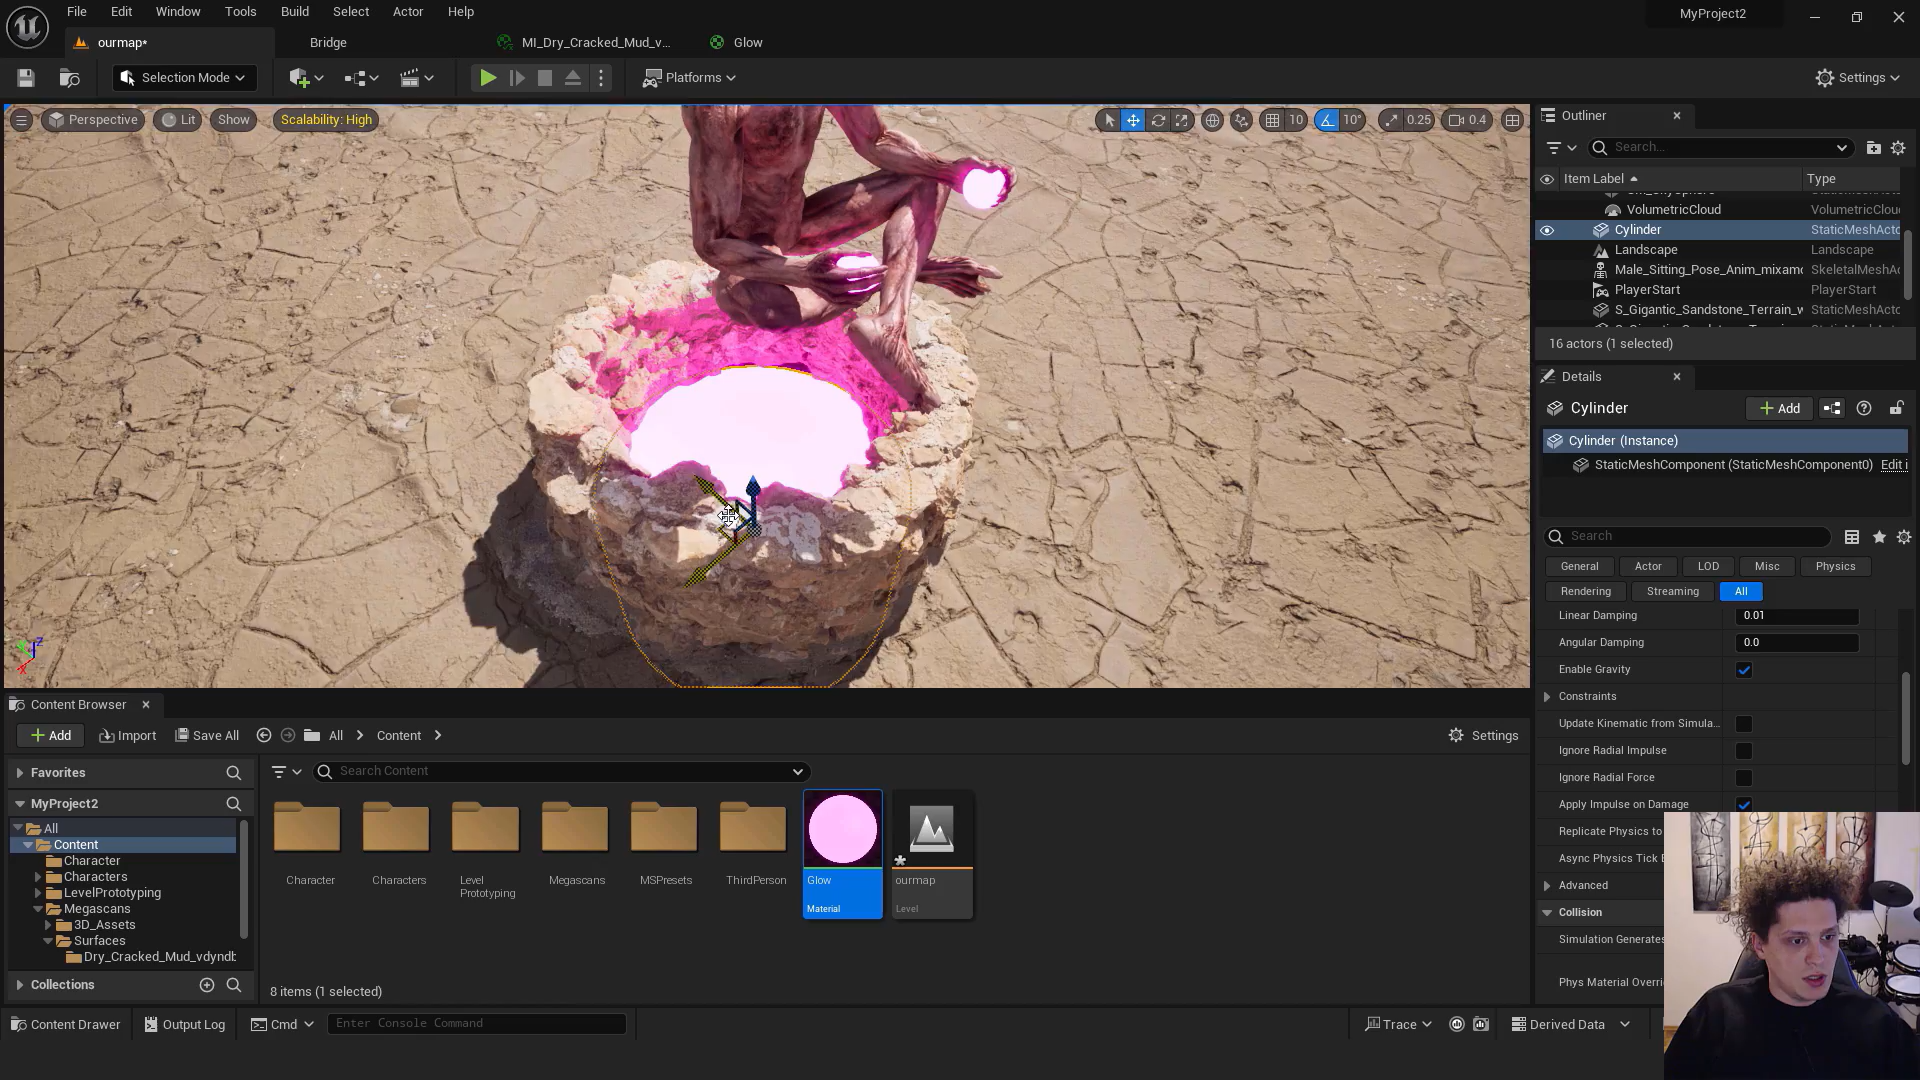 File Edit Window Tools Build Select Actor Help
MyProject2
ourmap*
Bridge
MI_Dry_Cracked_Mud_v...
Glow
Selection Mode
Platforms
Settings
Perspective
Lit
Show
Scalability: High
10
10°
0.25
0.4
Outliner
Search...
Item Label
Type
VolumetricCloud
VolumetricClou
Cylinder
StaticMeshActo
Landscape
Landscape
Male_Sitting_Pose_Anim_mixamo
SkeletalMeshAc
PlayerStart
PlayerStart
S_Gigantic_Sandstone_Terrain_w
StaticMeshActo
16 actors (1 selected)
Details
Cylinder
Add
Cylinder (Instance)
StaticMeshComponent (StaticMeshComponent0)
Edit i
Search
General
Actor
LOD
Misc
Physics
Rendering
Streaming
All
Linear Damping
0.01
Angular Damping
0.0
Enable Gravity
Constraints
Update Kinematic from Simula...
Ignore Radial Impulse
Ignore Radial Force
Apply Impulse on Damage
Replicate Physics to
Async Physics Tick E
Advanced
Collision
Simulation Generates
Phys Material Overri
Content Browser
Add
Import
Save All
All
Content
Settings
Favorites
Search Content
MyProject2
All
Content
Character
Characters
LevelPrototyping
Megascans
3D_Assets
Surfaces
Dry_Cracked_Mud_vdyndb
Collections
Character
Characters
Level
Prototyping
Megascans
MSPresets
ThirdPerson
Glow
Material
ourmap
Level
8 items (1 selected)
Content Drawer
Output Log
Cmd
Enter Console Command
Trace
Derived Data